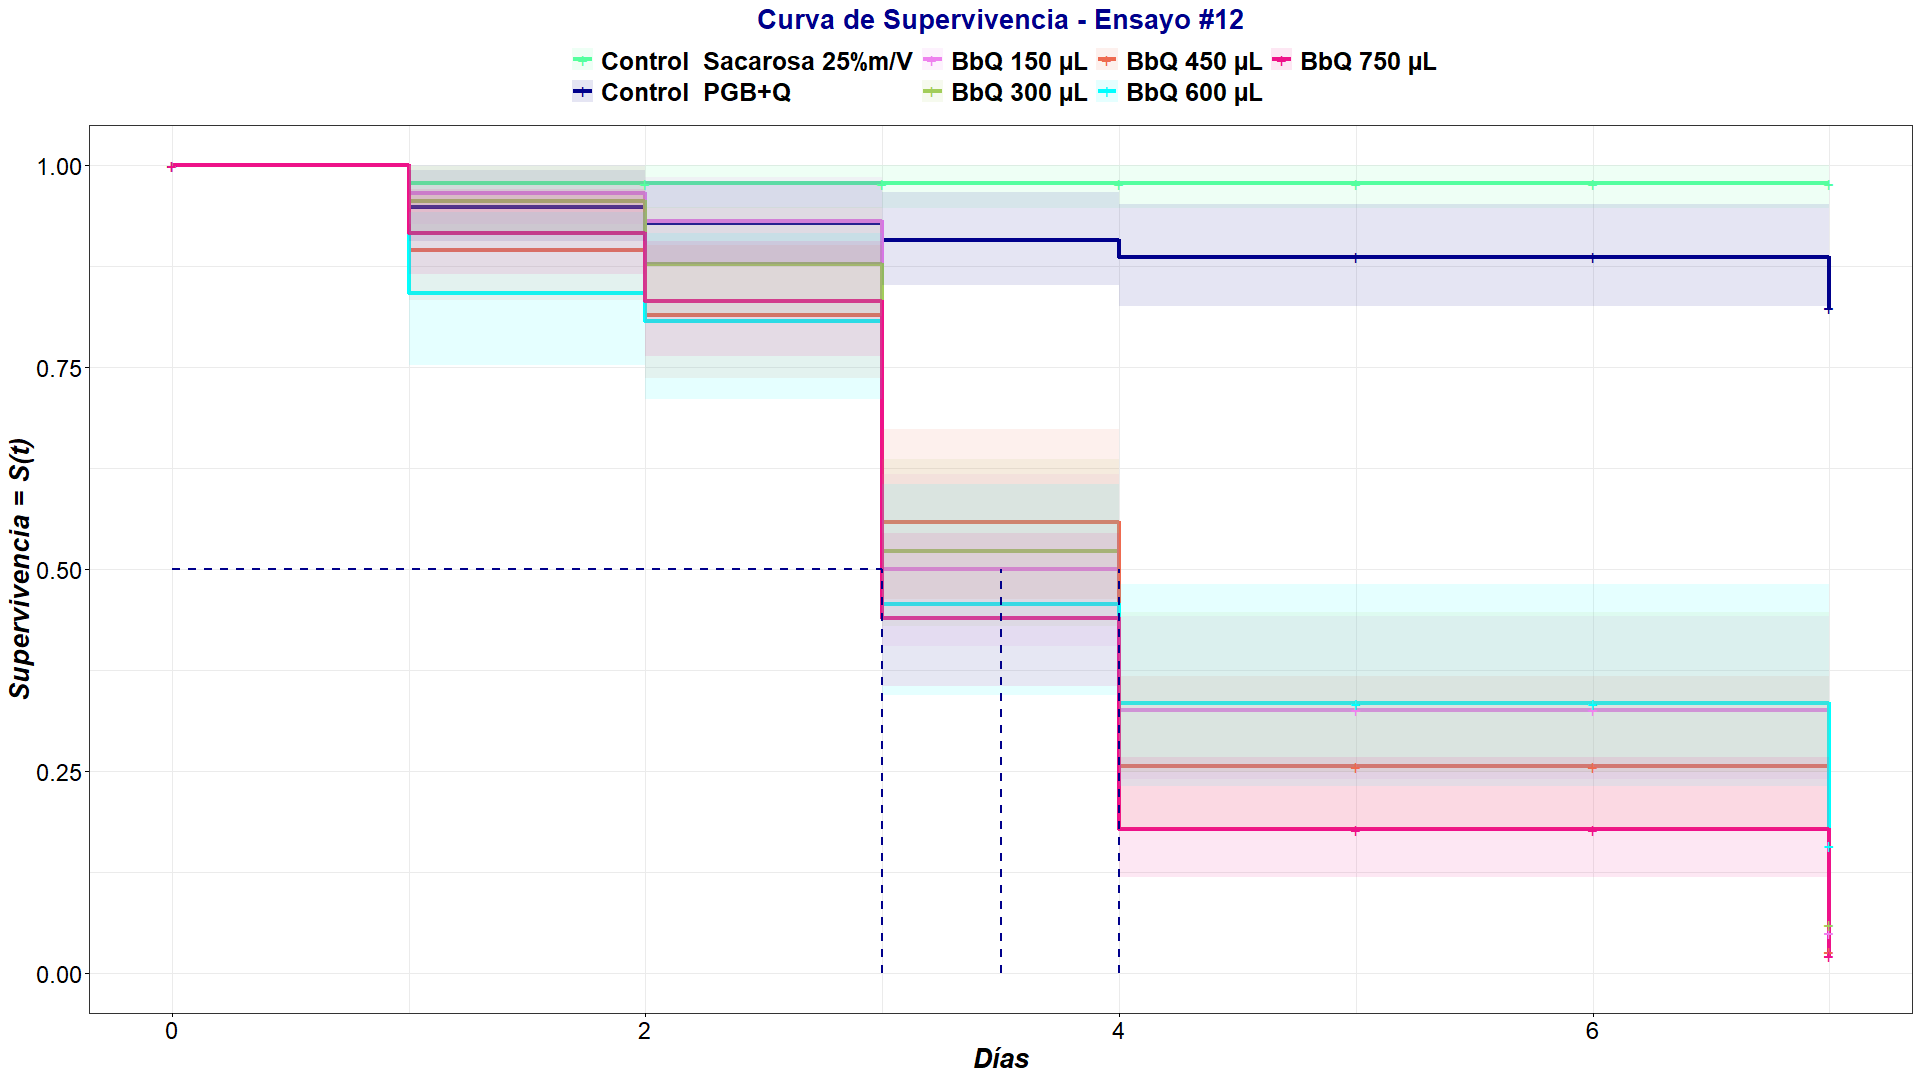 Curva de Supervivencia - Ensayo #12
Control  Sacarosa 25%m/V BbQ 150 µL BbQ 450 µL BbQ 750 µL
Control  PGB+Q BbQ 300 µL BbQ 600 µL
Supervivencia = S(t)
1.00
0.75
0.50
0.25
0.00
0 2 4 6
Días